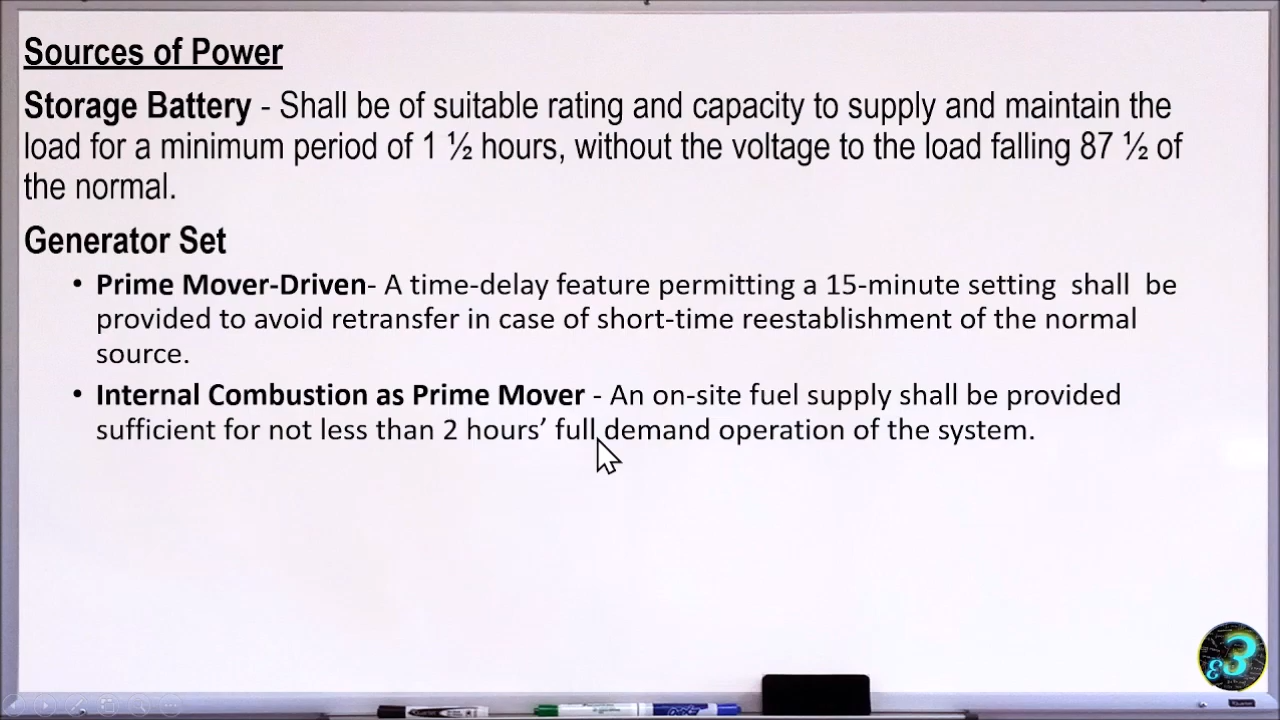 Sources of Power
Storage Battery - Shall be of suitable rating and capacity to supply and maintain the
load for a minimum period of 1 ½ hours, without the voltage to the load falling 87 ½ of
the normal.
Generator Set
• Prime Mover-Driven- A time-delay feature permitting a 15-minute setting shall be
provided to avoid retransfer in case of short-time reestablishment of the normal
source.
• Internal Combustion as Prime Mover - An on-site fuel supply shall be provided
sufficient for not less than 2 hours’ full demand operation of the system.
ε3